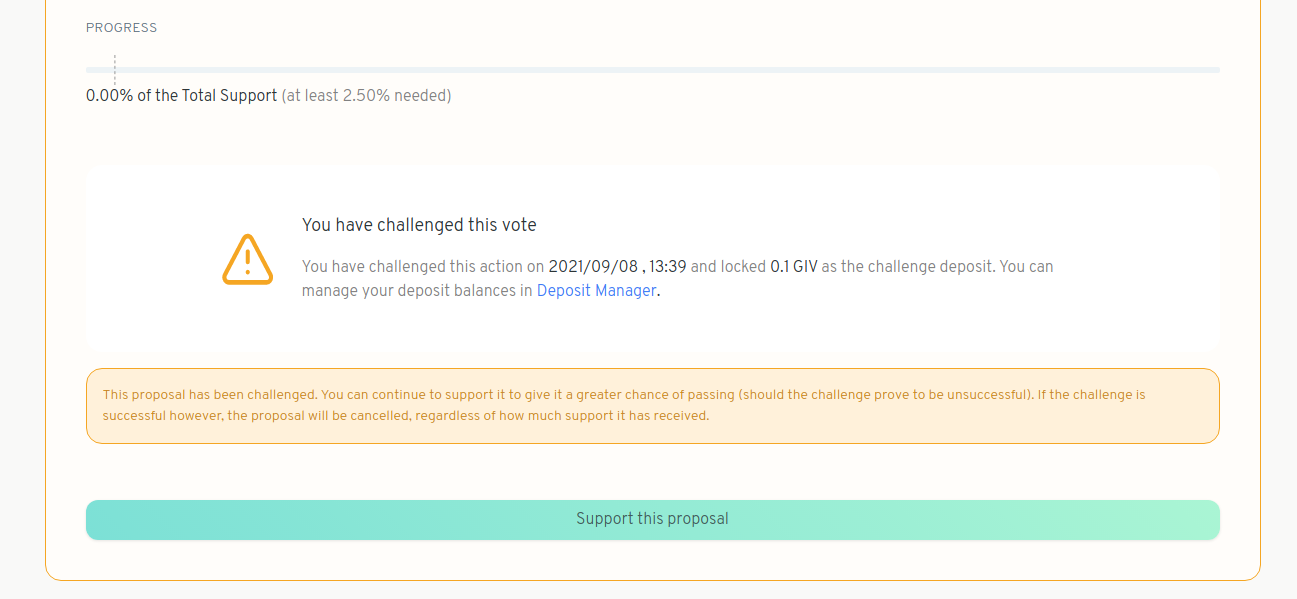 PROGRESS
0.00% of the Total Support (at least 2.50% needed)
You have challenged this vote
You have challenged this action on 2021/09/08 , 13:39 and locked 0.1 GIV as the challenge deposit. You can
manage your deposit balances in Deposit Manager.
This proposal has been challenged. You can continue to support it to give it a greater chance of passing (should the challenge prove to be unsuccessful). If the challenge is
successful however, the proposal will be cancelled, regardless of how much support it has received.
Support this proposal